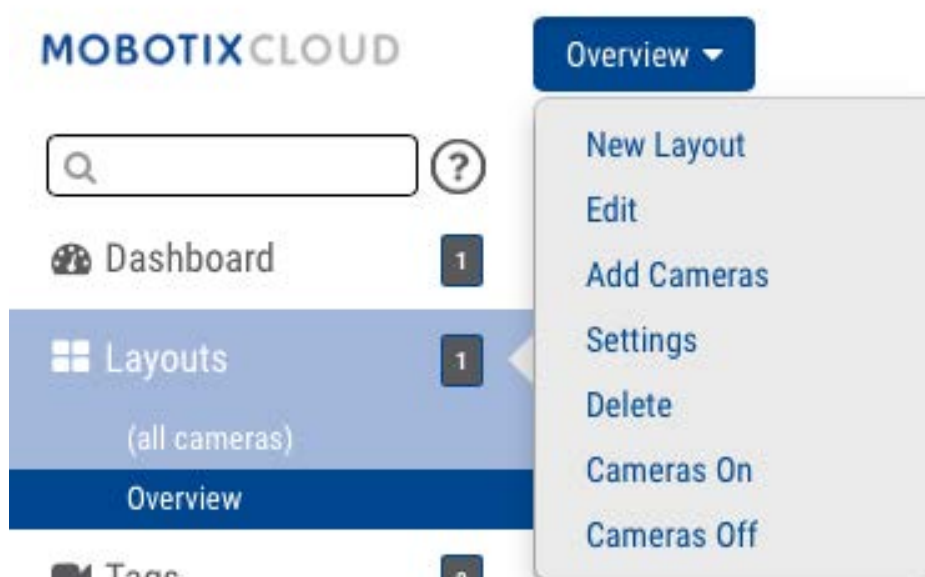 MOBOTIXCLOUD
Overview
?
Dashboard 1
Layouts 1
(all cameras)
Overview
Tags
New Layout
Edit
Add Cameras
Settings
Delete
Cameras On
Cameras Off